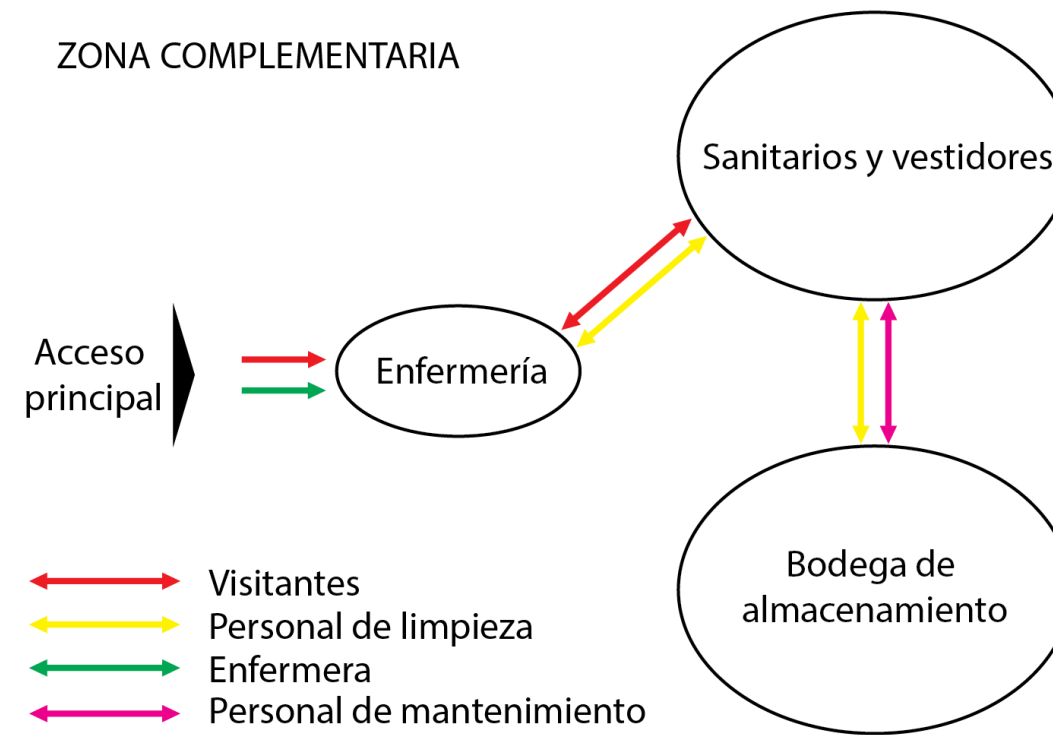 ZONA COMPLEMENTARIA
Sanitarios y vestidores
Acceso
principal
Enfermería
Bodega de
almacenamiento
Visitantes
Personal de limpieza
Enfermera
Personal de mantenimiento